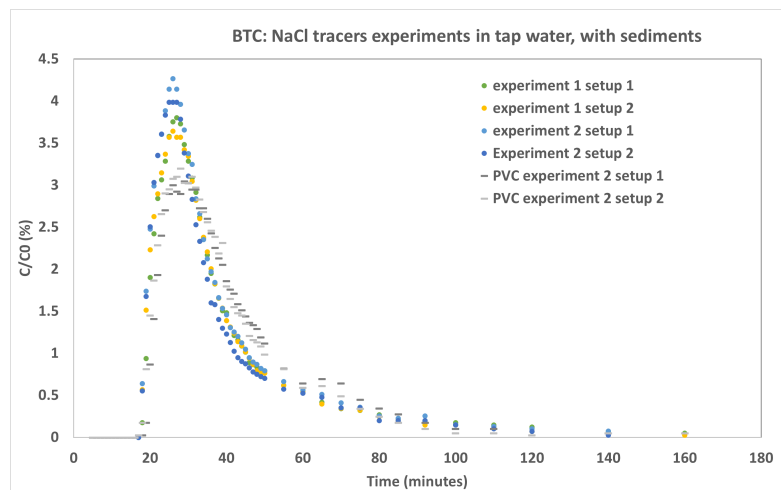 BTC: NaCl tracers experiments in tap water, with sediments
4.5
4
3.5
3
2.5
2
1.5
1
0.5
0
C/C0 (%)
experiment 1 setup 1
experiment 1 setup 2
experiment 2 setup 1
Experiment 2 setup 2
PVC experiment 2 setup 1
PVC experiment 2 setup 2
0 20 40 60 80 100 120 140 160 180
Time (minutes)